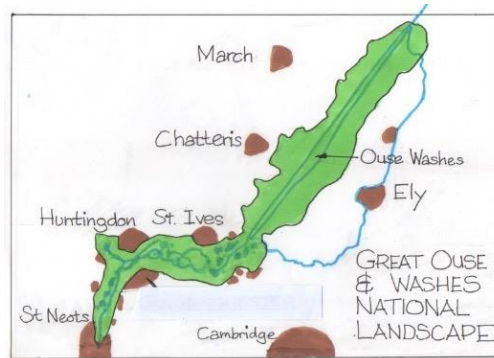 March
Chatteris
Ouse Washes
Ely
Huntingdon
St. Ives
St Neots
Cambridge
GREAT OUSE
& WASHES
NATIONAL
LANDSCAPE